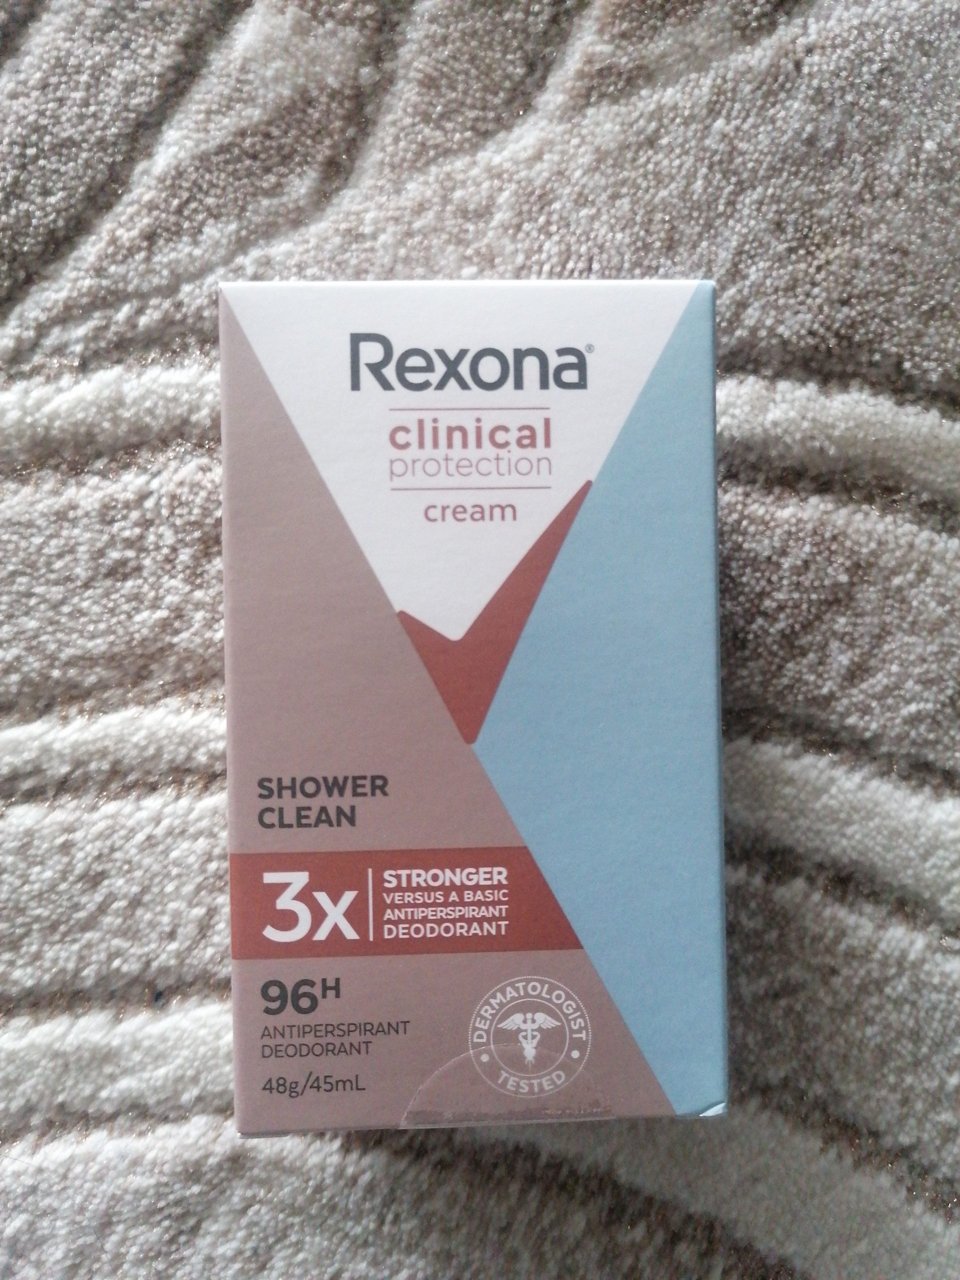 Rexona®
clinical
protection
cream
SHOWER
CLEAN
3x
STRONGER
VERSUS A BASIC
ANTIPERSPIRANT
DEODORANT
96H
ANTIPERSPIRANT
DEODORANT
48g/45mL
DERMATOLOGIST
TESTED